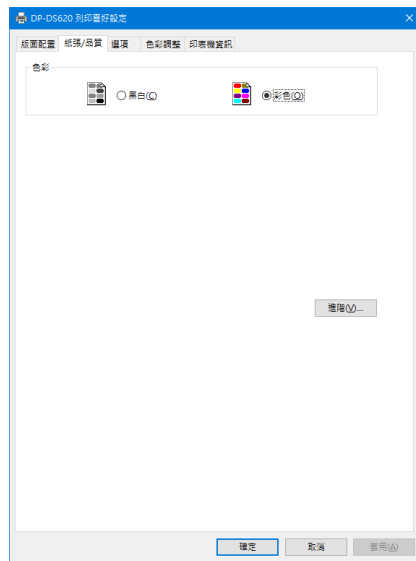 DP-DS620 列印喜好設定
版面配置 紙張/品質 選項 色彩調整 印表機資訊
色彩
黑白(C) 彩色(O)
進階(V)...
確定 取消 套用(A)